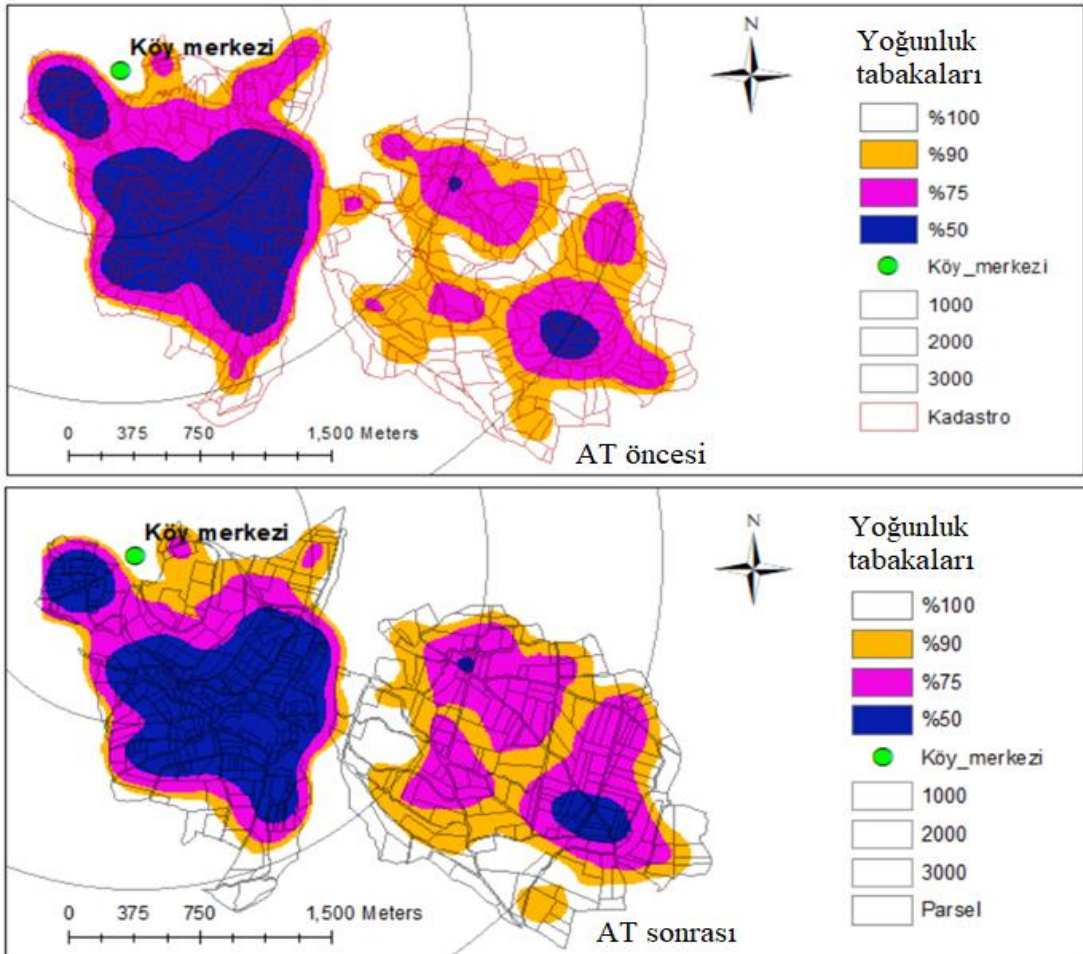 Köy merkezi
N
Yoğunluk
tabakaları
%100
%90
%75
%50
Köy_merkezi
1000
2000
3000
Kadastro
0 375 750 1,500 Meters
AT öncesi
Köy merkezi
N
Yoğunluk
tabakaları
%100
%90
%75
%50
Köy_merkezi
1000
2000
3000
Parsel
0 375 750 1,500 Meters
AT sonrası